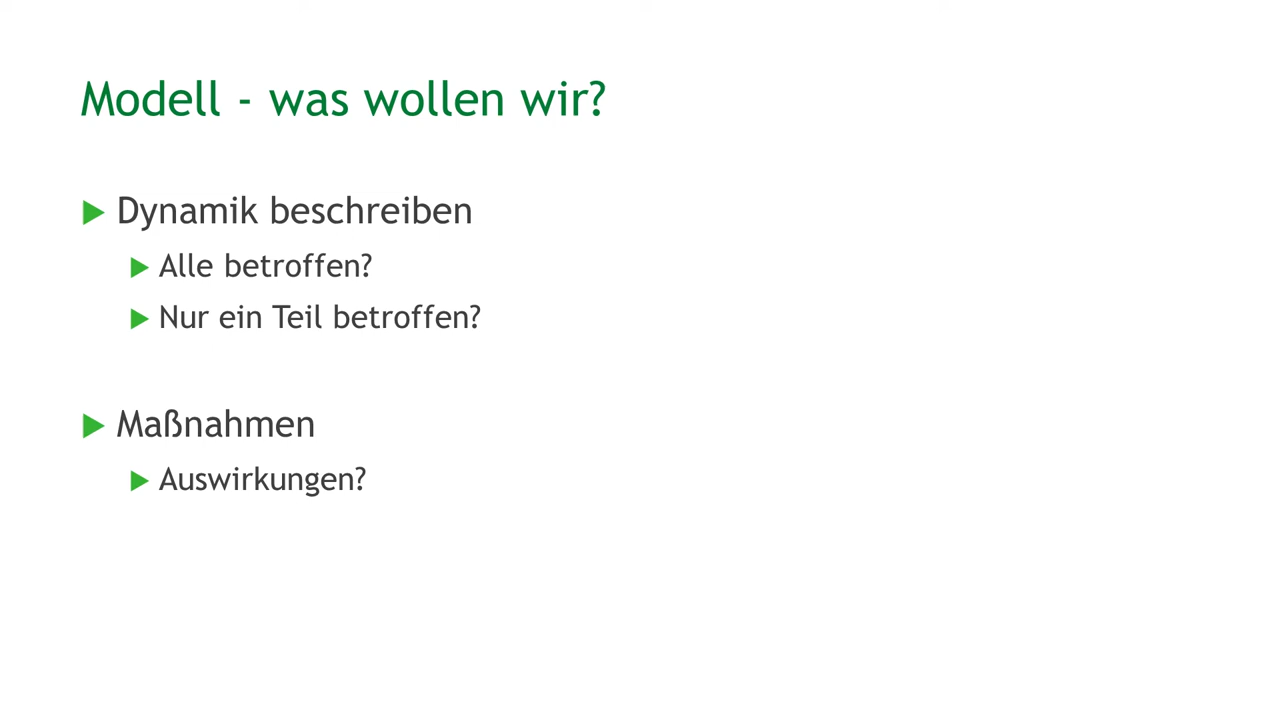 Modell - was wollen wir?
Dynamik beschreiben
Alle betroffen?
Nur ein Teil betroffen?
Maßnahmen
Auswirkungen?